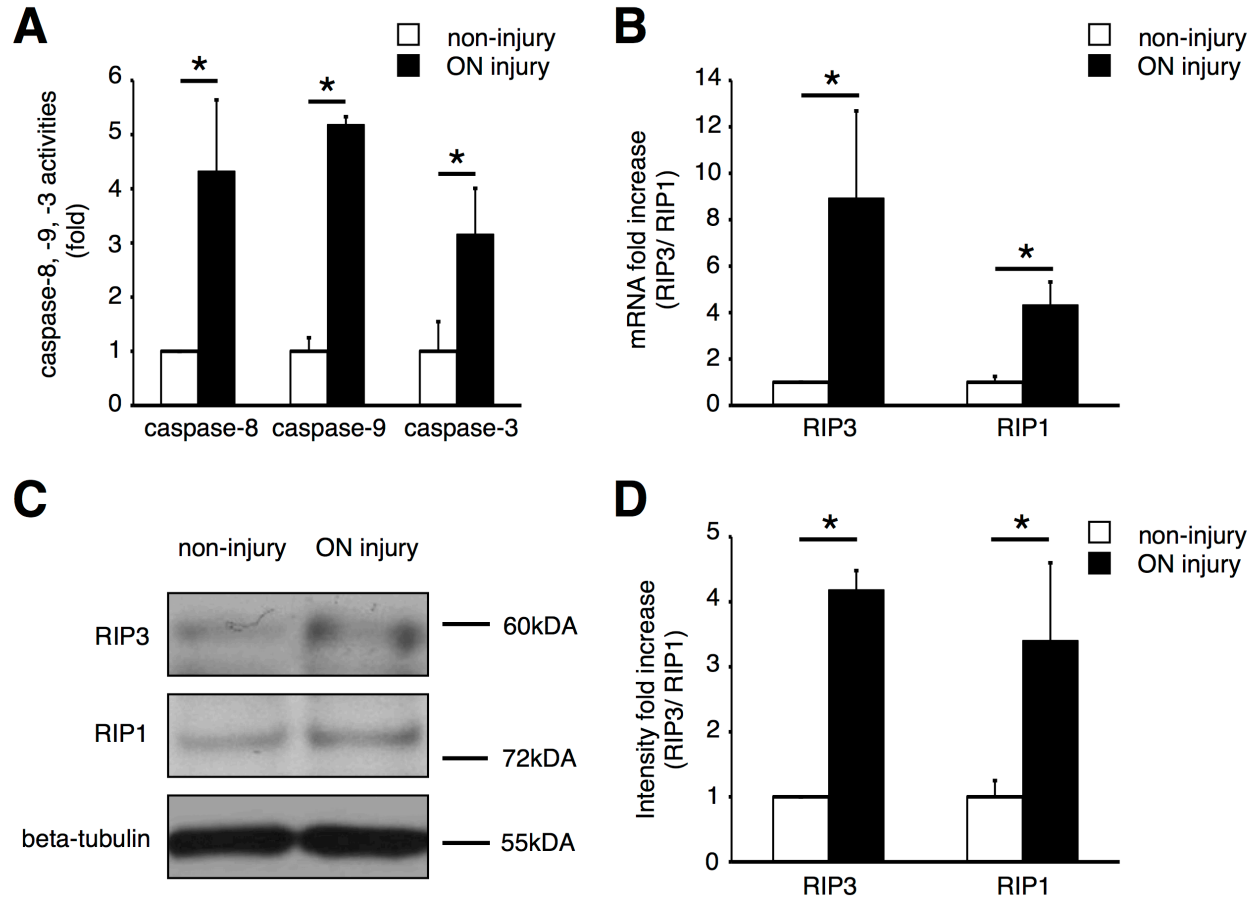 A
non-injury
ON injury
*
*
*
6
5
4
3
2
1
0
caspase-8, -9, -3 activities
(fold)
caspase-8 caspase-9 caspase-3
B
non-injury
ON injury
*
*
14
12
10
8
6
4
2
0
mRNA fold increase
(RIP3/ RIP1)
RIP3 RIP1
C
non-injury ON injury
RIP3 60kDA
RIP1
72kDA
beta-tubulin 55kDA
D
non-injury
ON injury
* *
5
4
3
2
1
0
Intensity fold increase
(RIP3/ RIP1)
RIP3 RIP1